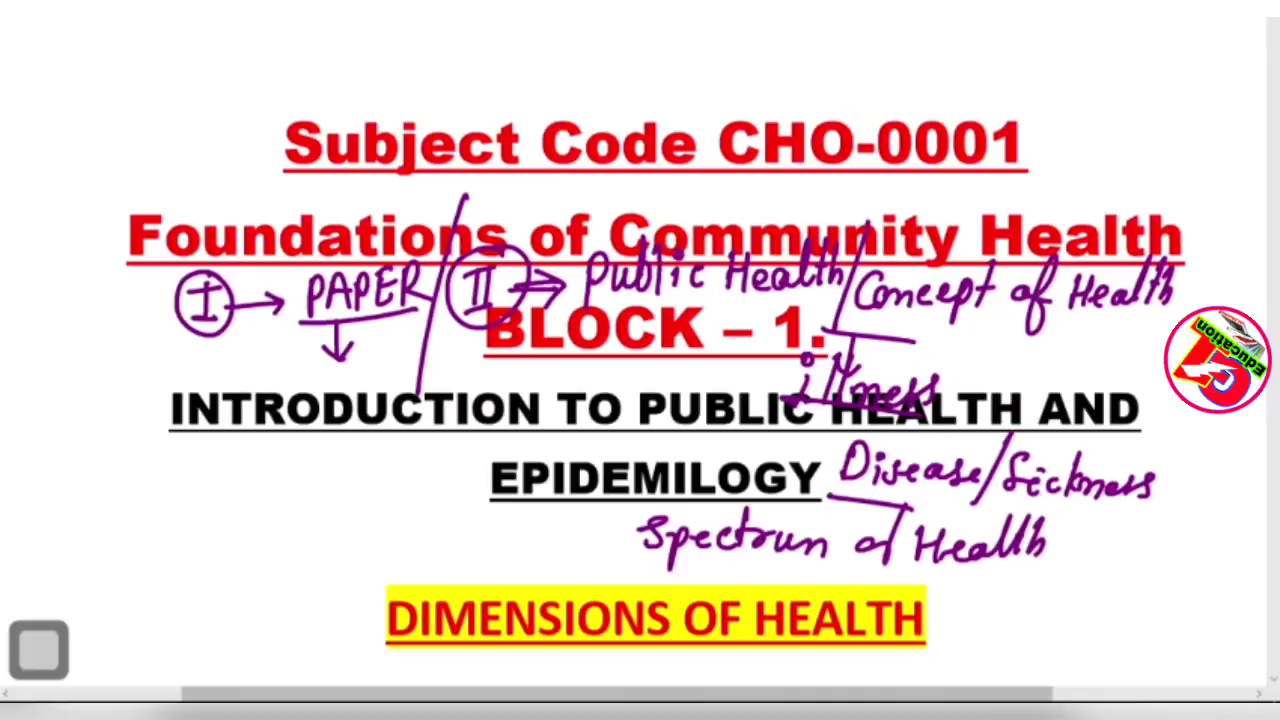 Subject Code CHO-0001
Foundations of Community Health
I → PAPER / II ⇒ Public Health / Concept of Health
BLOCK – 1.
illness
INTRODUCTION TO PUBLIC HEALTH AND
EPIDEMILOGY
Disease/Sickness
Spectrum of Health
DIMENSIONS OF HEALTH
Education